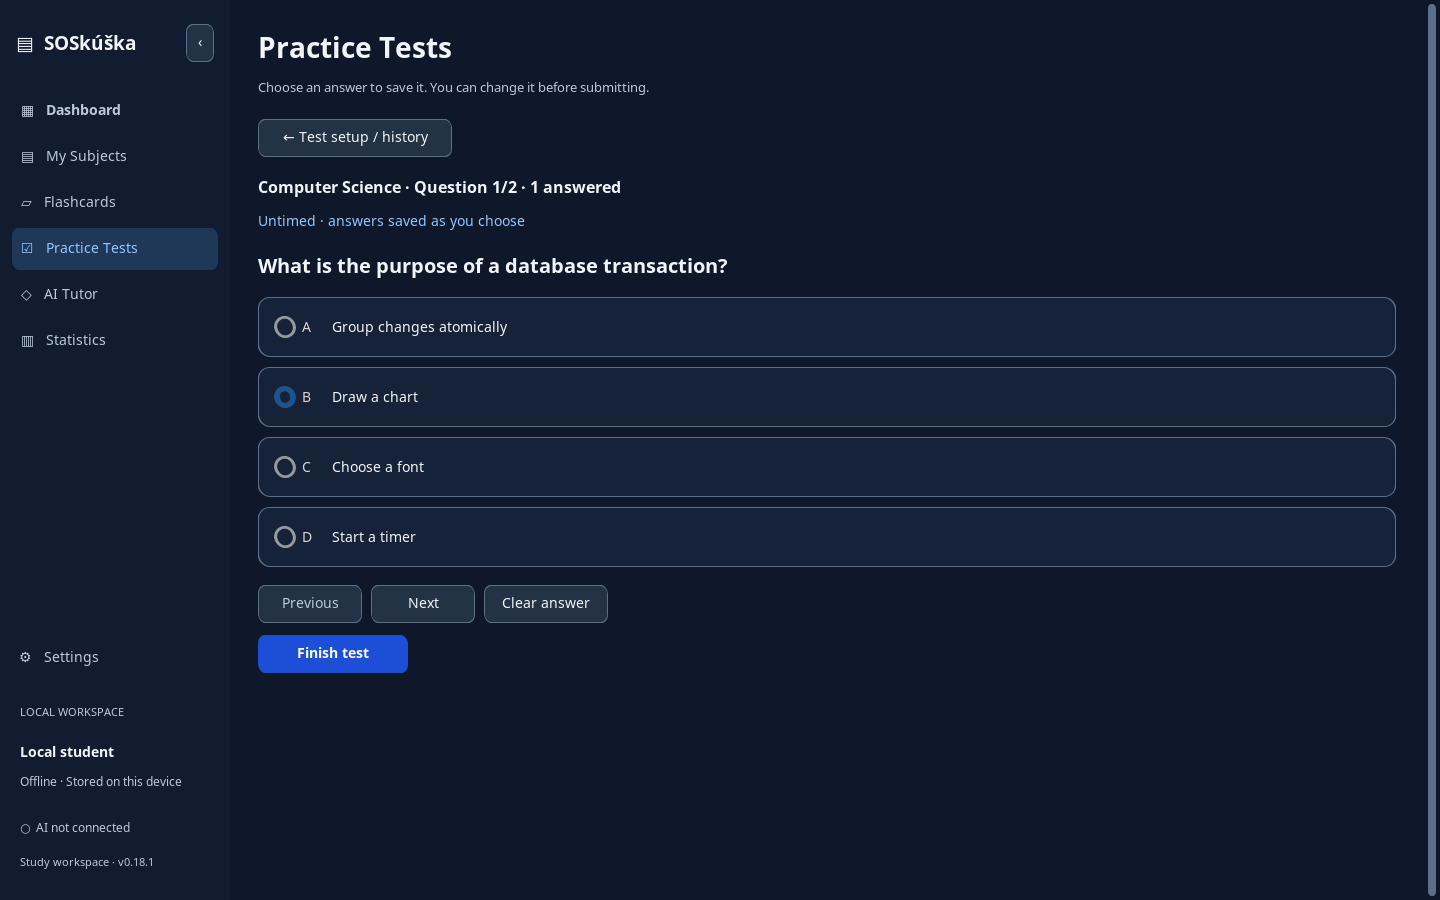 SOSkúška
‹
Dashboard
My Subjects
Flashcards
Practice Tests
AI Tutor
Statistics
Settings
LOCAL WORKSPACE
Local student
Offline · Stored on this device
AI not connected
Study workspace · v0.18.1
Practice Tests
Choose an answer to save it. You can change it before submitting.
← Test setup / history
Computer Science · Question 1/2 · 1 answered
Untimed · answers saved as you choose
What is the purpose of a database transaction?
A Group changes atomically
B Draw a chart
C Choose a font
D Start a timer
Previous Next Clear answer
Finish test